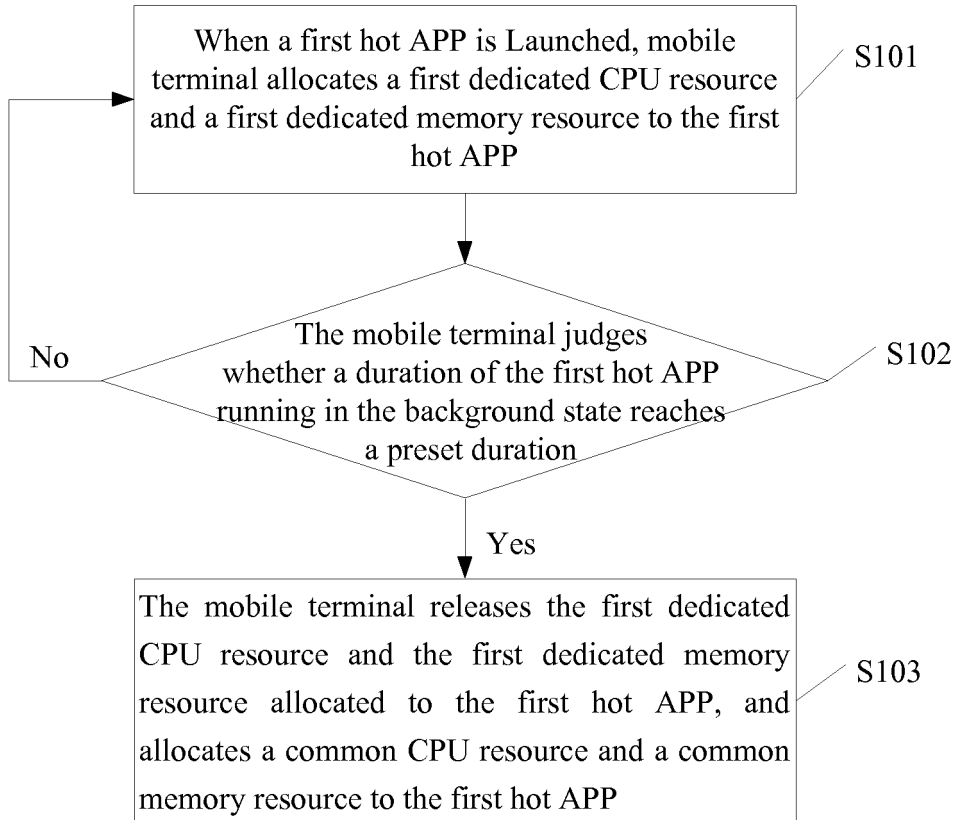 When a first hot APP is Launched, mobile
terminal allocates a first dedicated CPU resource
and a first dedicated memory resource to the first
hot APP
S101
The mobile terminal judges
whether a duration of the first hot APP
running in the background state reaches
a preset duration
S102
No
Yes
The mobile terminal releases the first dedicated
CPU resource and the first dedicated memory
resource allocated to the first hot APP, and
allocates a common CPU resource and a common
memory resource to the first hot APP
S103